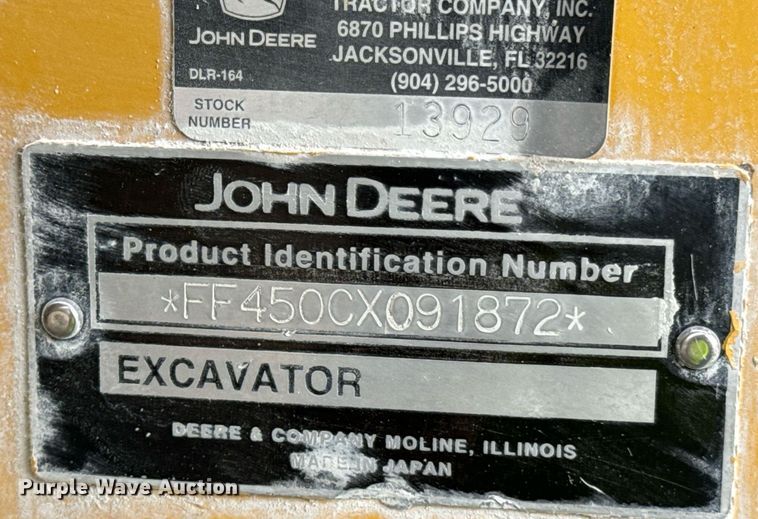 TRACTOR COMPANY, INC.
6870 PHILLIPS HIGHWAY
JACKSONVILLE, FL 32216
(904) 296-5000
JOHN DEERE
DLR-164
STOCK
NUMBER
13929
JOHN DEERE
Product Identification Number
*FF450CX091872*
EXCAVATOR
DEERE & COMPANY MOLINE, ILLINOIS
MADE IN JAPAN
Purple Wave Auction